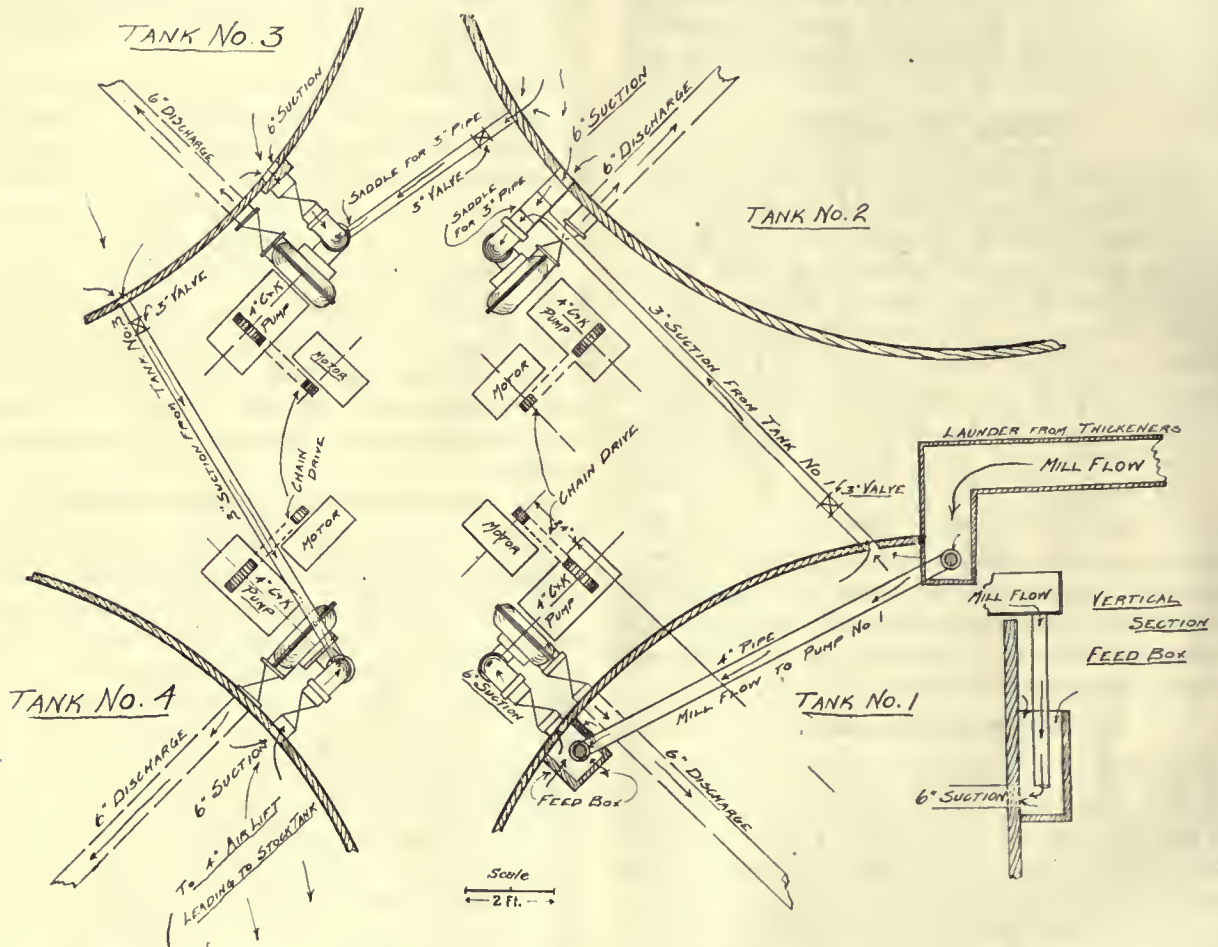 TANK No. 3
6" DISCHARGE
6" SUCTION
SADDLE FOR 3" PIPE
3" VALVE
6" SUCTION
6" DISCHARGE
SADDLE
FOR 3" PIPE
TANK No. 2
3" VALVE
4" G&K
PUMP
MOTOR
4" G&K
PUMP
MOTOR
3" SUCTION FROM TANK No. 3
3" SUCTION FROM TANK No
CHAIN
DRIVE
CHAIN DRIVE
LAUNDER FROM THICKENERS
MILL FLOW
3" VALVE
MOTOR
4" G&K
PUMP
MOTOR
34"
4" G&K
PUMP
MILL FLOW
VERTICAL
SECTION
FEED BOX
4" PIPE
MILL FLOW TO PUMP No 1
TANK No. 4
6" SUCTION
TANK No. 1
6" DISCHARGE
6" SUCTION
FEED BOX
6" DISCHARGE
6" SUCTION
TO 4" AIR LIFT
LEADING TO STOCK TANK
Scale
2 Ft.